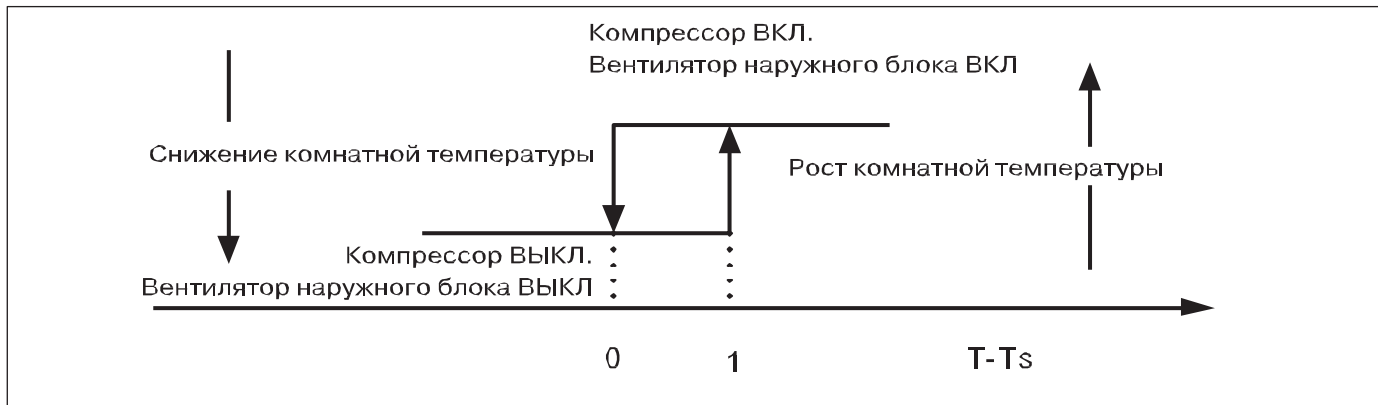 Компрессор ВКЛ.
Вентилятор наружного блока ВКЛ
Снижение комнатной температуры
Рост комнатной температуры
Компрессор ВЫКЛ.
Вентилятор наружного блока ВЫКЛ
0
1
T-Ts